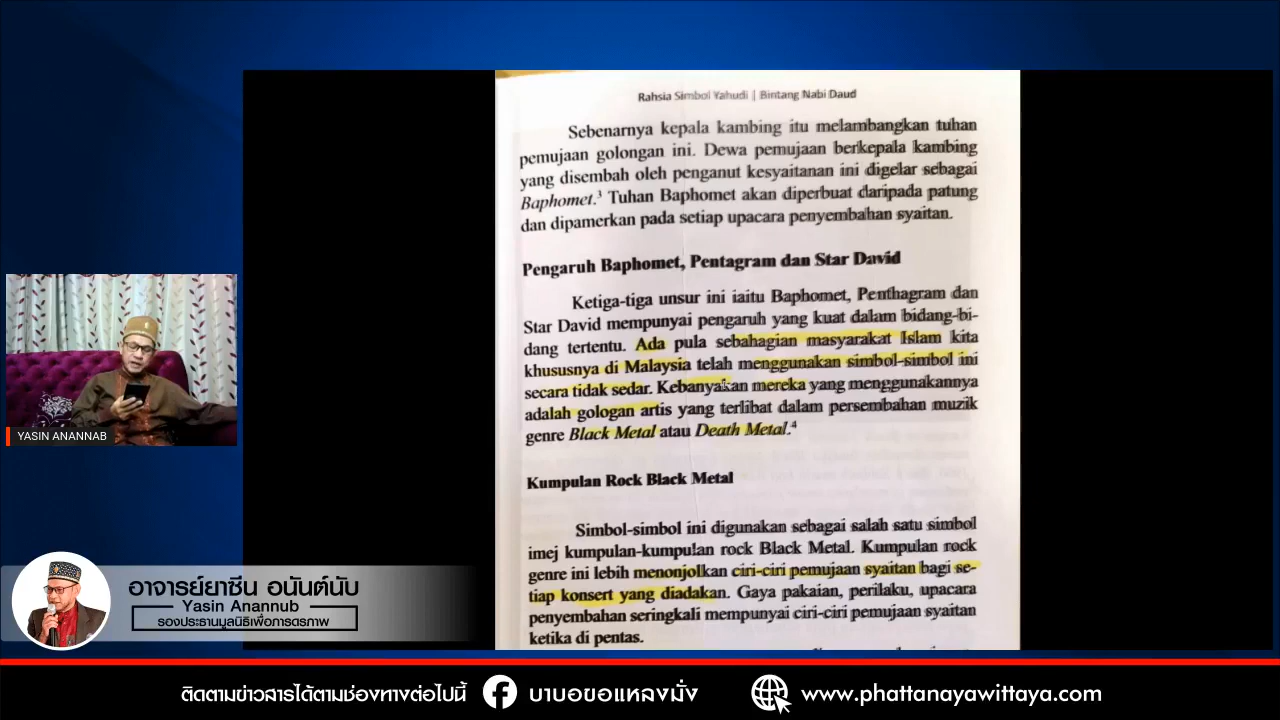 Rahsia Simbol Yahudi | Bintang Nabi Daud
Sebenarnya kepala kambing itu melambangkan tuhan
pemujaan golongan ini. Dewa pemujaan berkepala kambing
yang disembah oleh penganut kesyaitanan ini digelar sebagai
Baphomet.³ Tuhan Baphomet akan diperbuat daripada patung
dan dipamerkan pada setiap upacara penyembahan syaitan.
Pengaruh Baphomet, Pentagram dan Star David
Ketiga-tiga unsur ini iaitu Baphomet, Penthagram dan
Star David mempunyai pengaruh yang kuat dalam bidang-bi-
dang tertentu. Ada pula sebahagian masyarakat Islam kita
khususnya di Malaysia telah menggunakan simbol-simbol ini
secara tidak sedar. Kebanyakan mereka yang menggunakannya
adalah gologan artis yang terlibat dalam persembahan muzik
genre Black Metal atau Death Metal.⁴
Kumpulan Rock Black Metal
Simbol-simbol ini digunakan sebagai salah satu simbol
imej kumpulan-kumpulan rock Black Metal. Kumpulan rock
genre ini lebih menonjolkan ciri-ciri pemujaan syaitan bagi se-
tiap konsert yang diadakan. Gaya pakaian, perilaku, upacara
penyembahan seringkali mempunyai ciri-ciri pemujaan syaitan
ketika di pentas.
YASIN ANANNAB
อาจารย์ยาซีน อนันต์นับ
Yasin Anannub
รองประธานมูลนิธิเพื่อการตรภาพ
ติดตามข่าวสารได้ตามช่องทางต่อไปนี้
บาบอขอแหลงมั่ง
www.phattanayawittaya.com